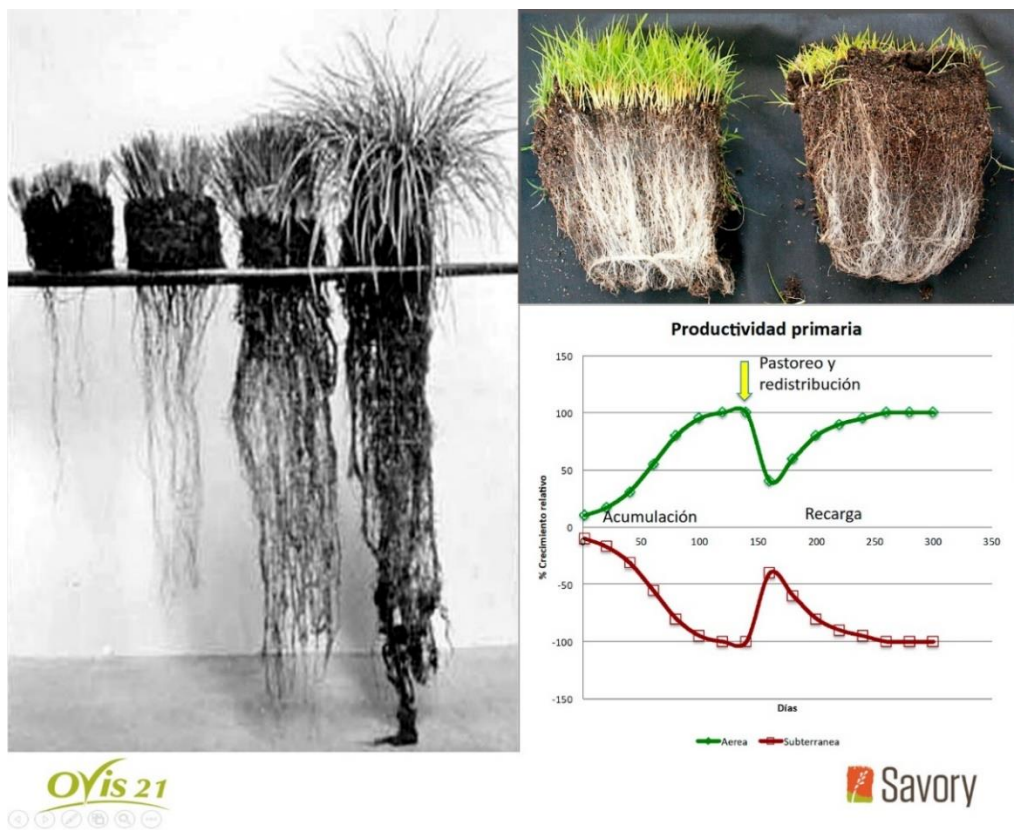 Productividad primaria
150
100
50
0
-50
-100
-150
% Crecimiento relativo
Pastoreo y
redistribución
Acumulación
Recarga
0 50 100 150 200 250 300 350
Días
Aerea Subterranea
OVis 21
Savory